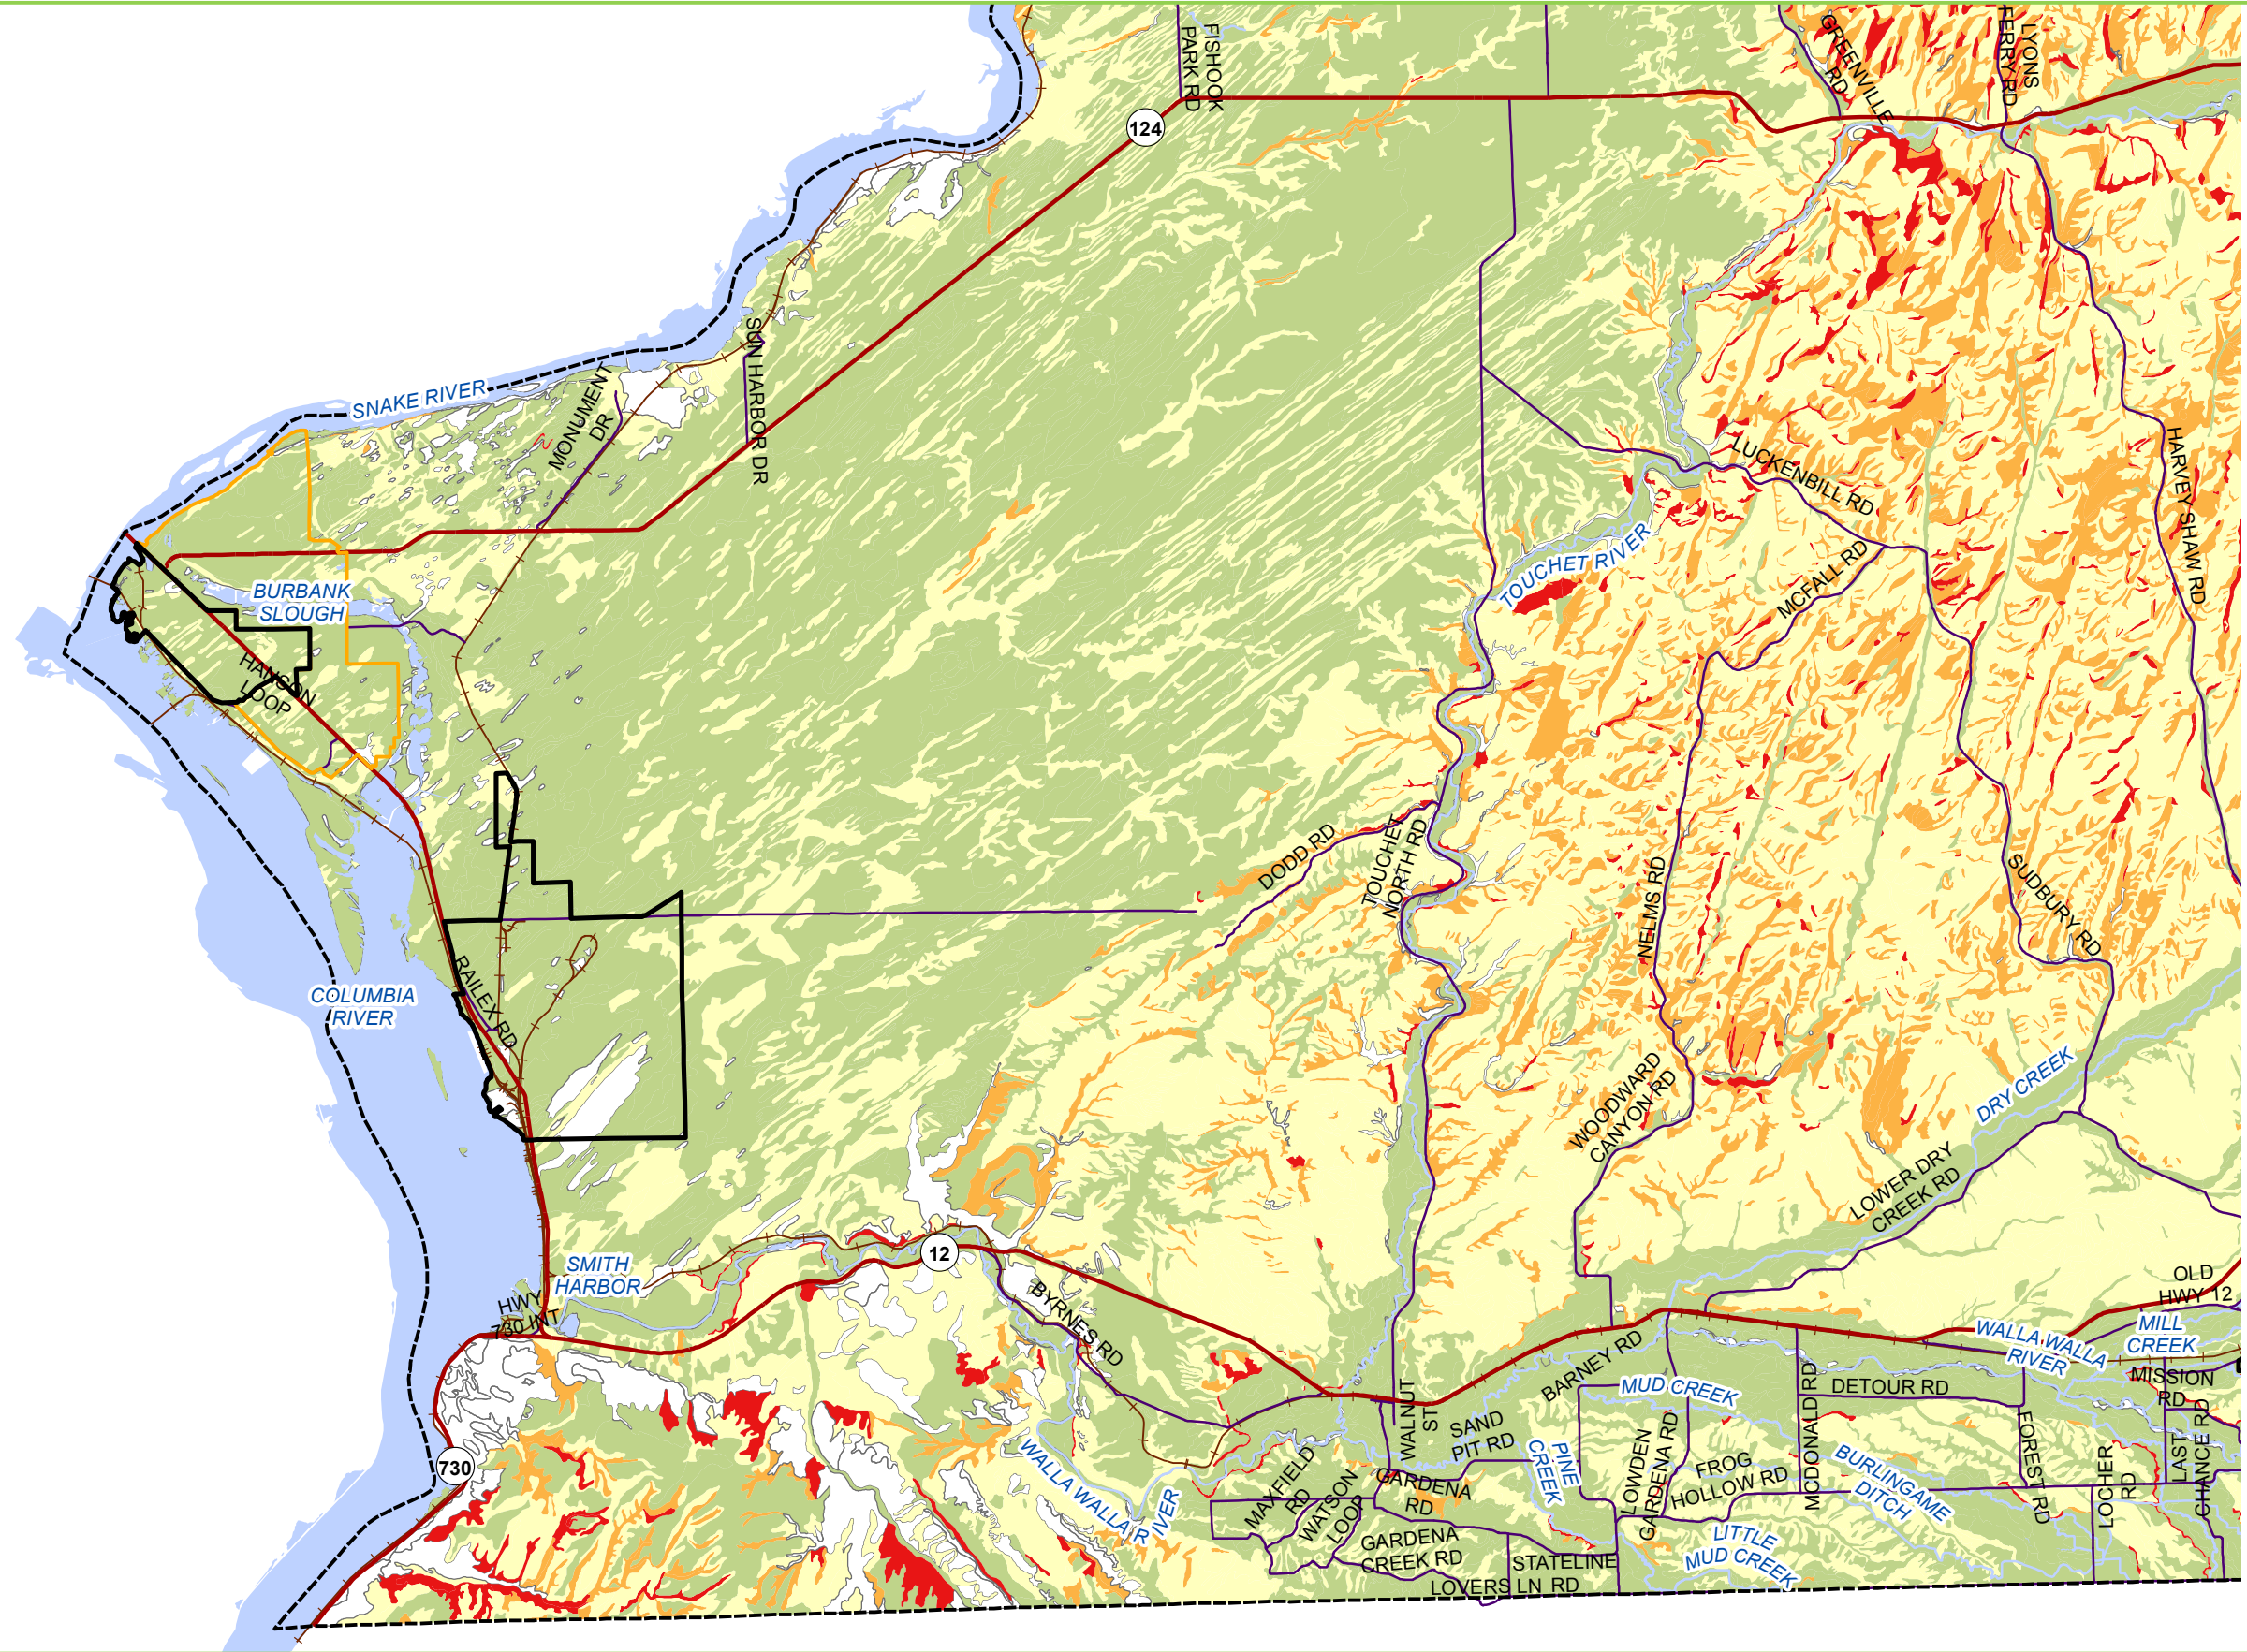 FISHOOK
PARK RD
GREENVILLE
RD
LYONS
FERRY RD
124
SUN HARBOR DR
SNAKE RIVER
MONUMENT
DR
LUCKENBILL RD
HARVEY SHAW RD
TOUCHET RIVER
MCFALL RD
BURBANK
SLOUGH
HANSON
LOOP
DODD RD
TOUCHET
NORTH RD
NELMS RD
SUDBURY RD
COLUMBIA
RIVER
RAILEX RD
WOODWARD
CANYON RD
DRY CREEK
LOWER DRY
CREEK RD
12
SMITH
HARBOR
HWY
730 INT
BYRNES RD
OLD
HWY 12
WALLA WALLA
RIVER
MILL
CREEK
BARNEY RD
MUD CREEK
DETOUR RD
MISSION
RD
WALNUT
ST
SAND
PIT RD
PINE
CREEK
LOWDEN
GARDENA RD
FROG
HOLLOW RD
MCDONALD RD
BURLINGAME
DITCH
FOREST RD
LOCHER
RD
LAST
CHANCE RD
730
WALLA WALLA RIVER
MAXFIELD
RD
WATSON
LOOP
GARDENA
RD
GARDENA
CREEK RD
STATELINE
RD
LOVERS LN
LITTLE
MUD CREEK